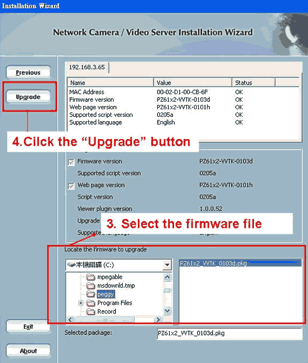 Installation Wizard
Network Camera / Video Server Installation Wizard
Previous
Upgrade
192.168.3.65
Name Value Status
MAC Address 00-02-D1-00-CB-6F OK
Firmware version PZ61x2-VVTK-0103d OK
Web page version PZ61x2-VVTK-0101h OK
Supported script version 0205a OK
Supported language English OK
4.Click the “Upgrade” button
Firmware version PZ61x2-VVTK-0103d
Supported script version 0205a
Web page version PZ61x2-VVTK-0101h
Script version 0205a
Viewer plugin version 1.0.0.52
Upgrade
3. Select the firmware file
Locate the firmware to upgrade
本機磁碟 (C:)
mpegable
msdownld.tmp
peggy
Program Files
Record
PZ61x2_VVTK_0103d.pkg
Selected package: PZ61x2_VVTK_0103d.pkg
Exit
About